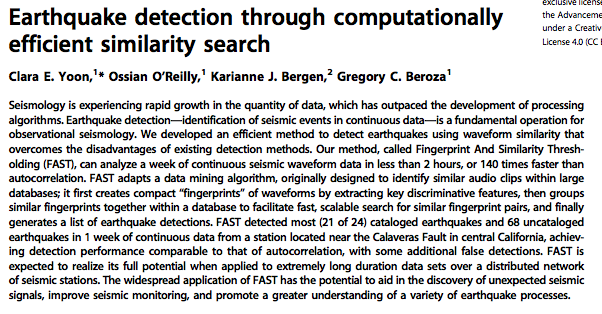 Earthquake detection through computationally
efficient similarity search
exclusive license
the Advanceme
under a Creativ
License 4.0 (CC
Clara E. Yoon,¹* Ossian O’Reilly,¹ Karianne J. Bergen,² Gregory C. Beroza¹
Seismology is experiencing rapid growth in the quantity of data, which has outpaced the development of processing
algorithms. Earthquake detection—identification of seismic events in continuous data—is a fundamental operation for
observational seismology. We developed an efficient method to detect earthquakes using waveform similarity that
overcomes the disadvantages of existing detection methods. Our method, called Fingerprint And Similarity Thresh-
olding (FAST), can analyze a week of continuous seismic waveform data in less than 2 hours, or 140 times faster than
autocorrelation. FAST adapts a data mining algorithm, originally designed to identify similar audio clips within large
databases; it first creates compact “fingerprints” of waveforms by extracting key discriminative features, then groups
similar fingerprints together within a database to facilitate fast, scalable search for similar fingerprint pairs, and finally
generates a list of earthquake detections. FAST detected most (21 of 24) cataloged earthquakes and 68 uncataloged
earthquakes in 1 week of continuous data from a station located near the Calaveras Fault in central California, achiev-
ing detection performance comparable to that of autocorrelation, with some additional false detections. FAST is
expected to realize its full potential when applied to extremely long duration data sets over a distributed network
of seismic stations. The widespread application of FAST has the potential to aid in the discovery of unexpected seismic
signals, improve seismic monitoring, and promote a greater understanding of a variety of earthquake processes.